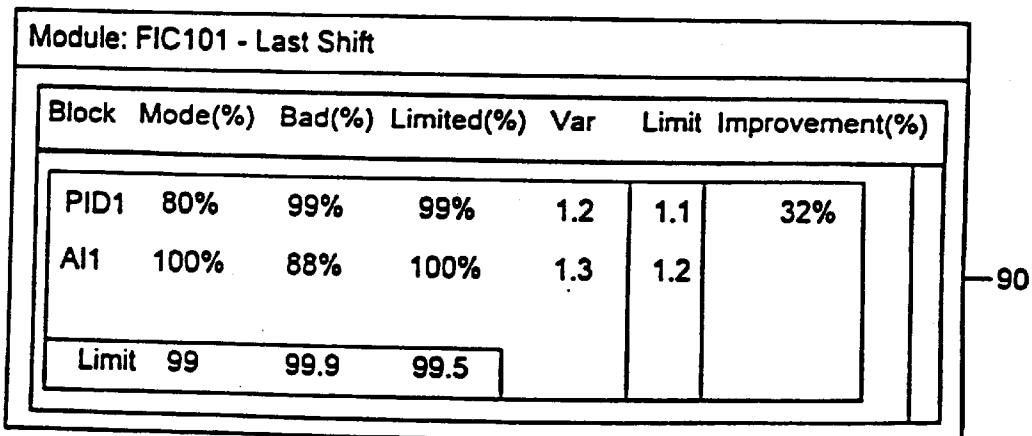 Module: FIC101 - Last Shift
Block Mode(%) Bad(%) Limited(%) Var Limit Improvement(%)
PID1 80% 99% 99% 1.2 1.1 32%
AI1 100% 88% 100% 1.3 1.2
90
Limit 99 99.9 99.5